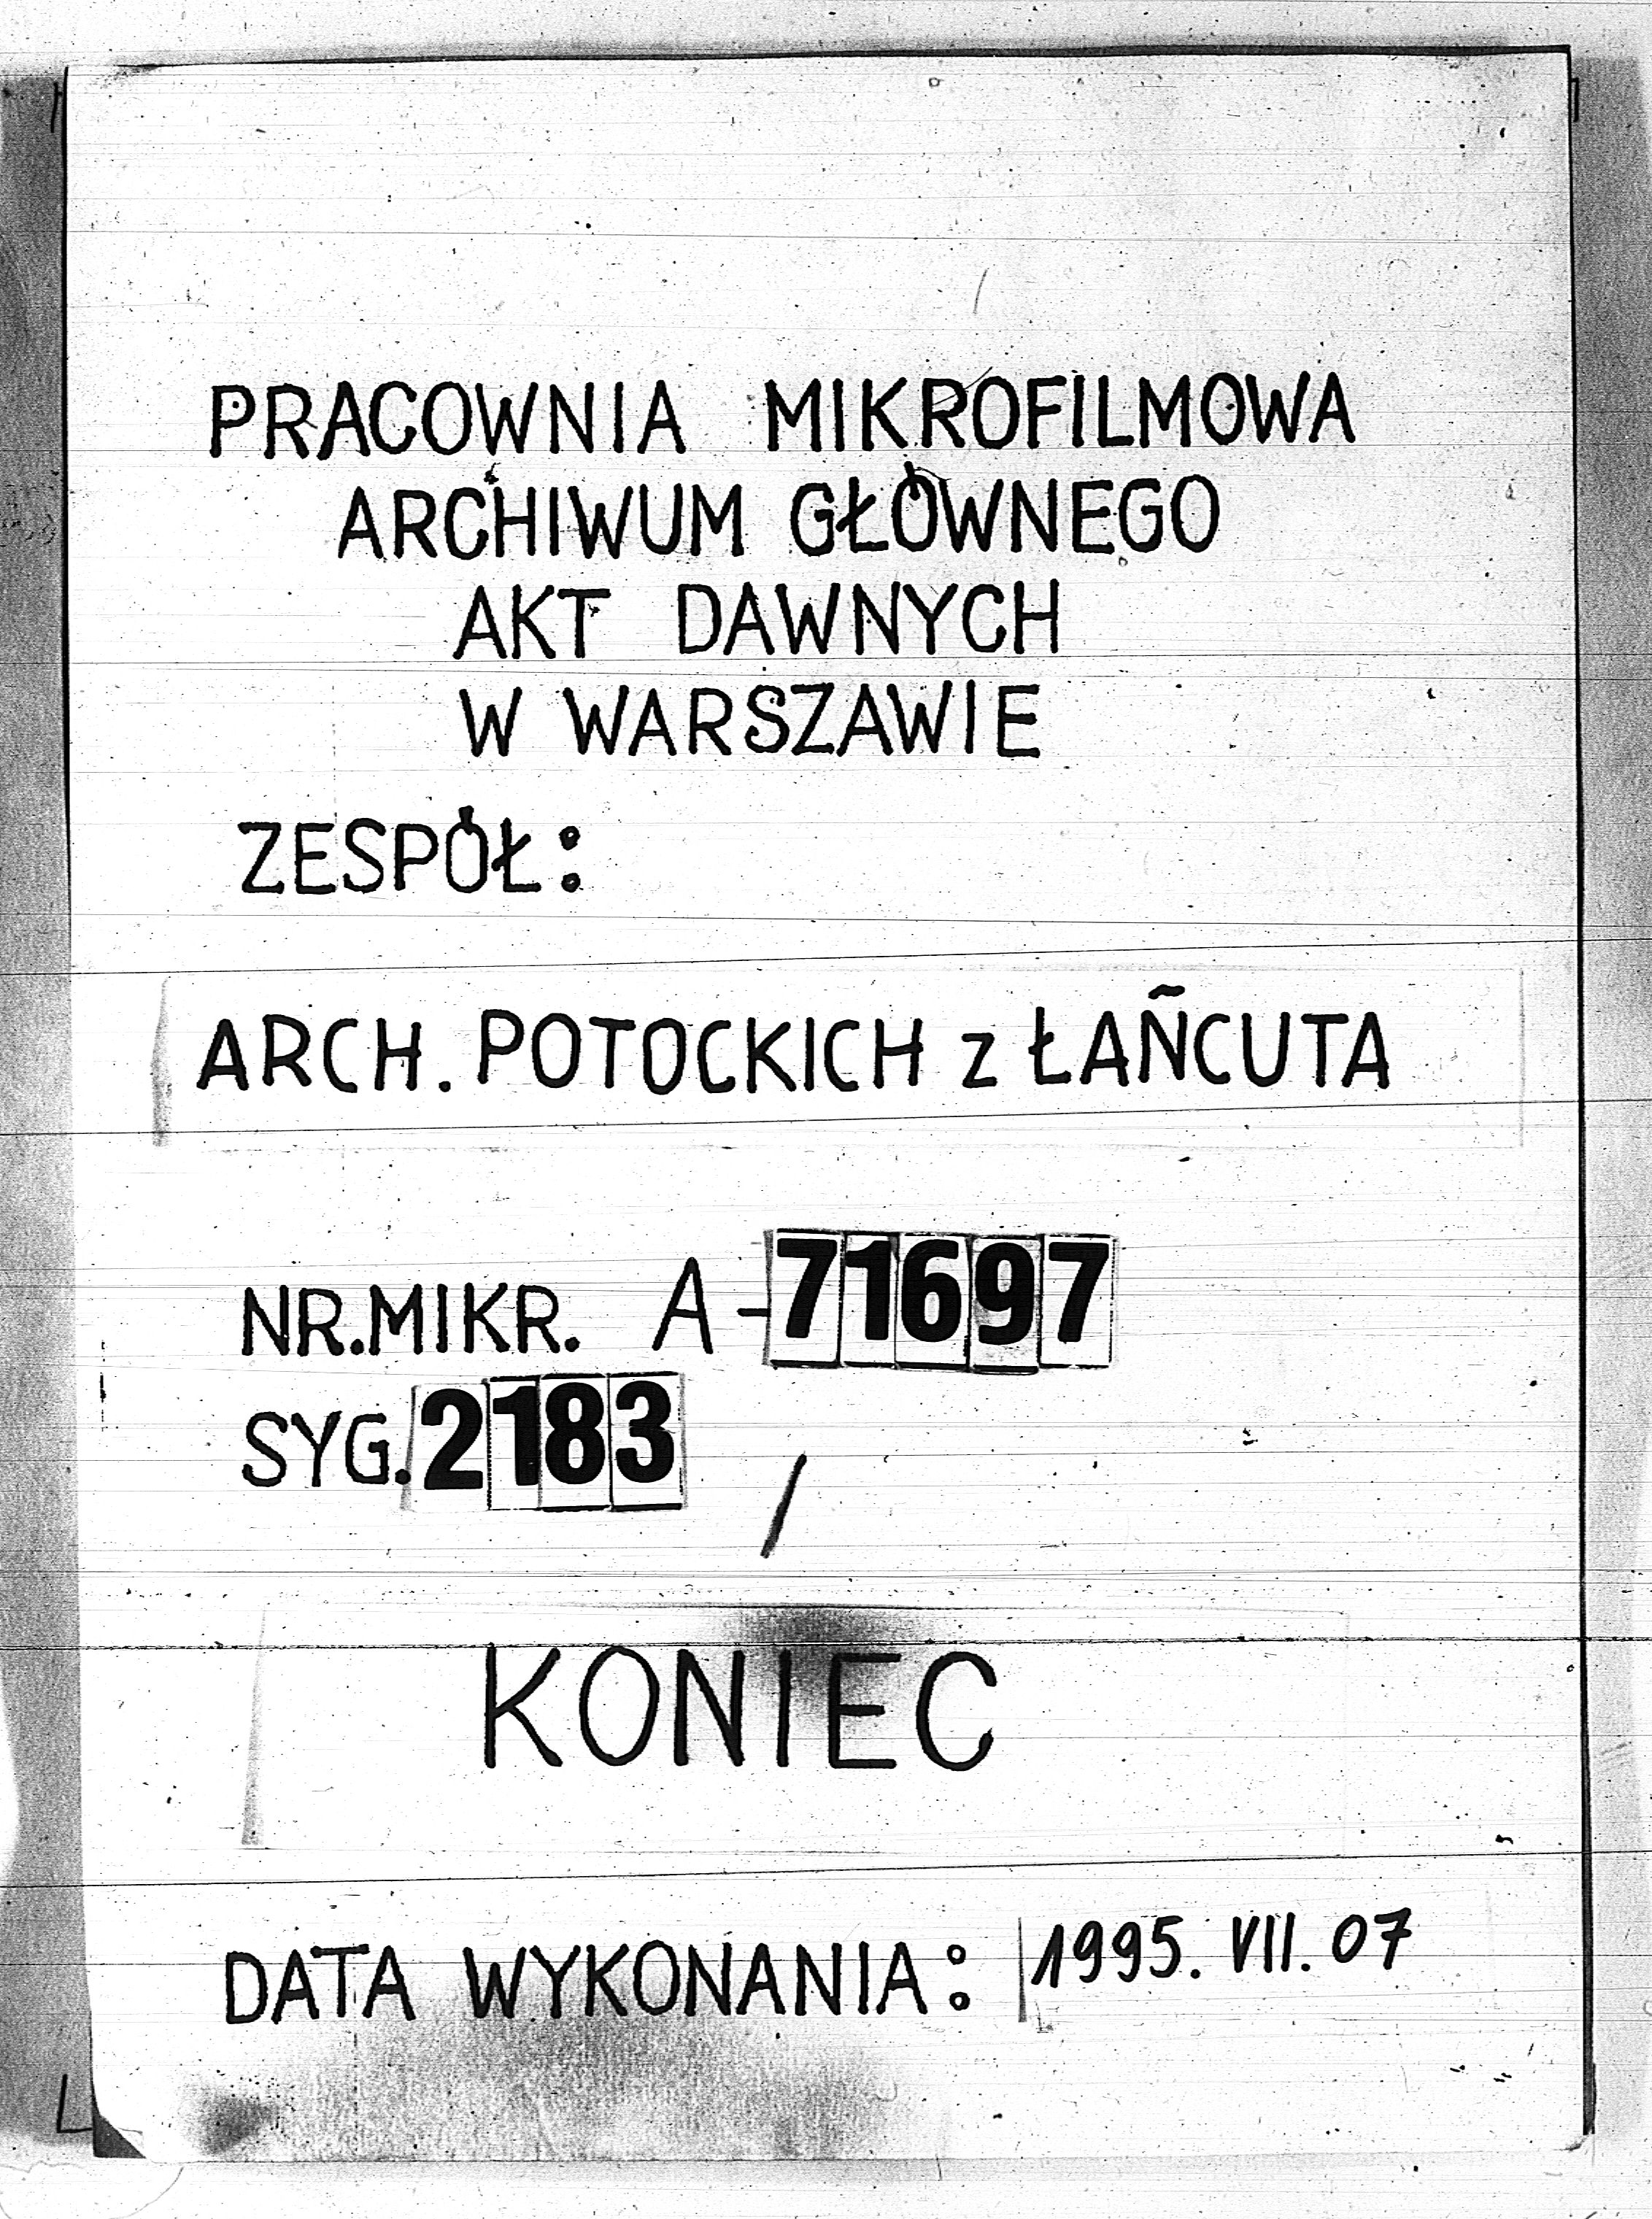 PRACOWNIA MIKROFILMOWA
ARCHIWUM GŁÓWNEGO
AKT DAWNYCH
W WARSZAWIE
ZESPÓŁ:
ARCH. POTOCKICH z ŁAŃCUTA
NR.MIKR. A-71697
SYG. 2183 /
KONIEC
DATA WYKONANIA: 1995. VII. 07